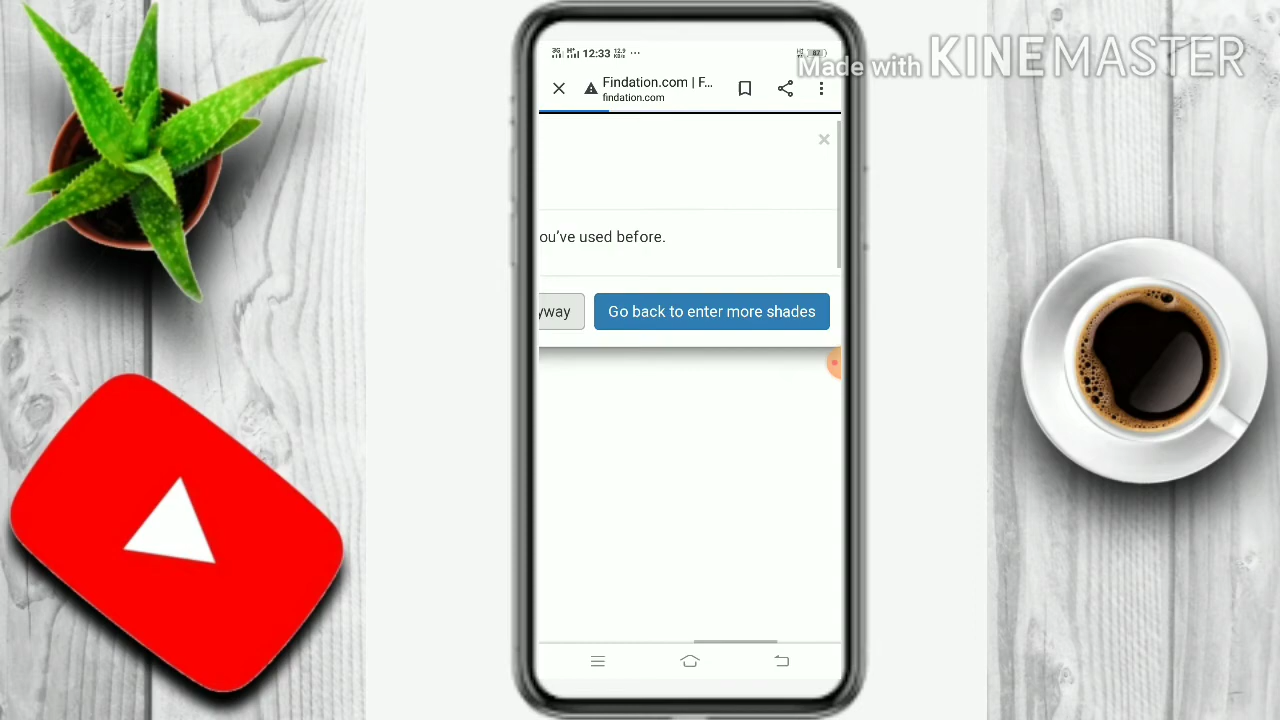 Made with KINEMASTER
12:33
Findation.com | F...
findation.com
ou've used before.
yway
Go back to enter more shades